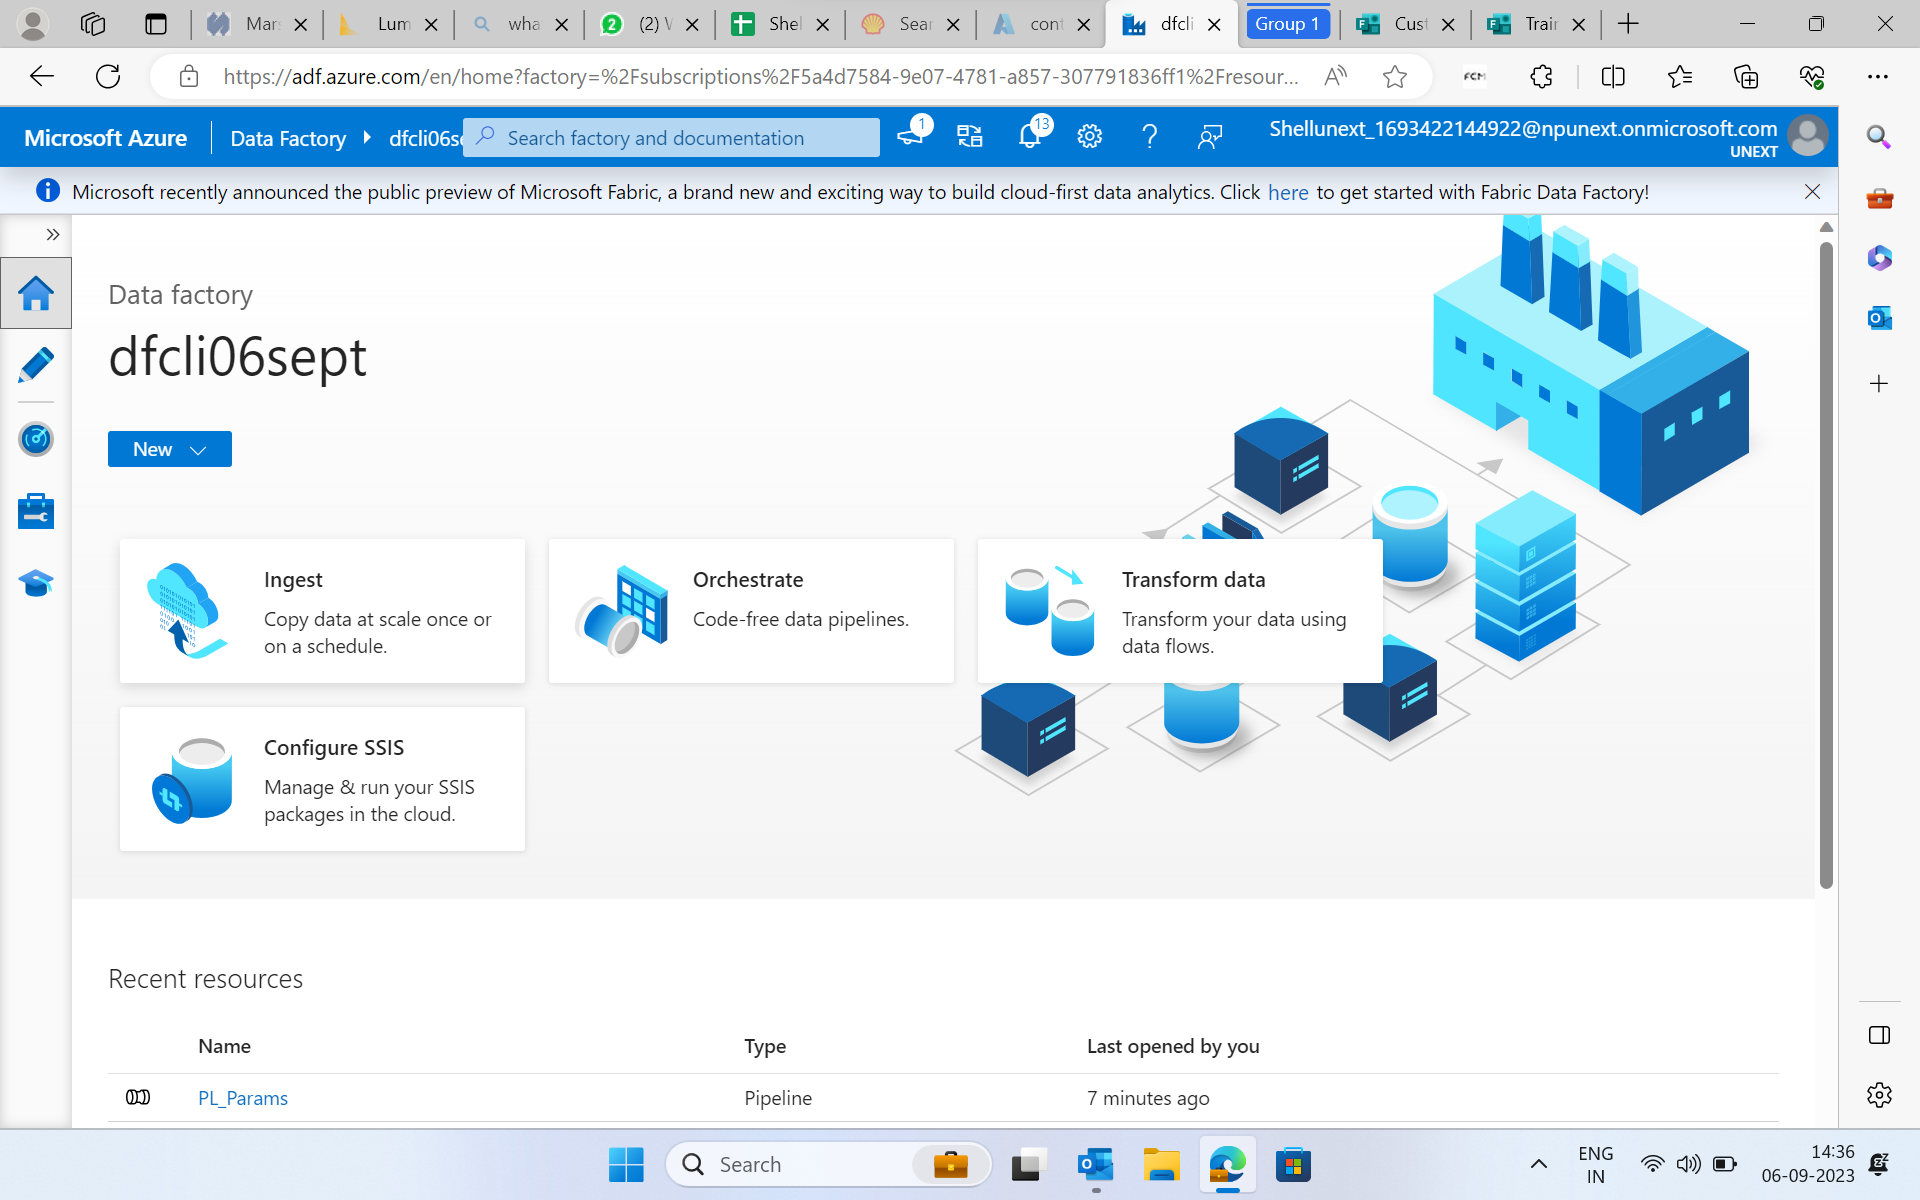 Mars
Lum
wha
(2) W
Shel
Sear
cont
dfcli
Group 1
Cust
Train
https://adf.azure.com/en/home?factory=%2Fsubscriptions%2F5a4d7584-9e07-4781-a857-307791836ff1%2Fresour...
FCM
Microsoft Azure
Data Factory
dfcli06se
Search factory and documentation
1
13
Shellunext_1693422144922@npunext.onmicrosoft.com
UNEXT
Microsoft recently announced the public preview of Microsoft Fabric, a brand new and exciting way to build cloud-first data analytics. Click here to get started with Fabric Data Factory!
Data factory
dfcli06sept
New
Ingest
Copy data at scale once or
on a schedule.
Orchestrate
Code-free data pipelines.
Transform data
Transform your data using
data flows.
Configure SSIS
Manage & run your SSIS
packages in the cloud.
Recent resources
Name Type Last opened by you
PL_Params Pipeline 7 minutes ago
Search
ENG
IN
14:36
06-09-2023